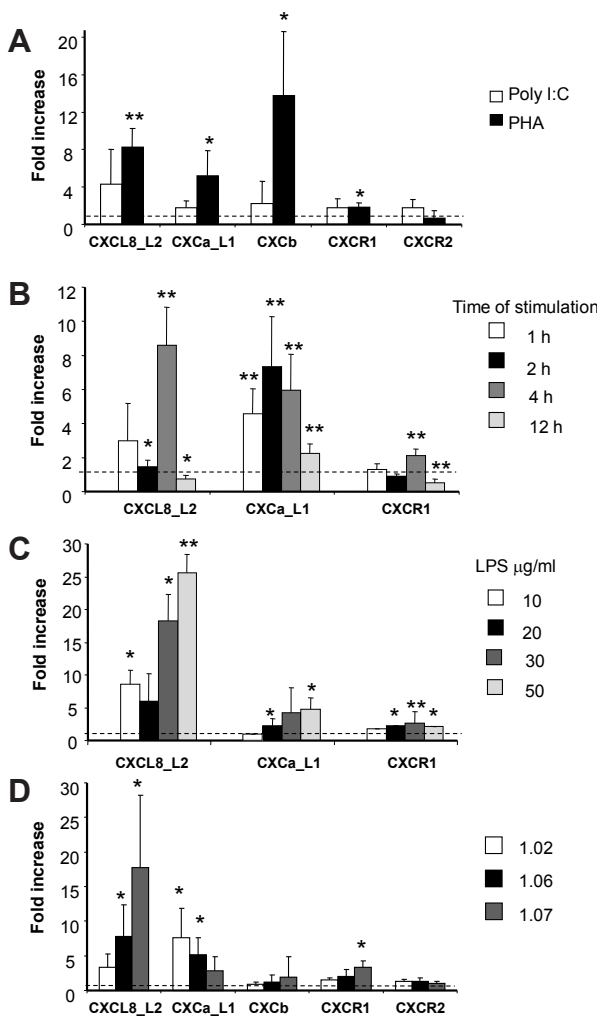 A
Fold increase
20
16
12
8
4
0
*
**
*
*
Poly I:C
PHA
CXCL8_L2 CXCa_L1 CXCb CXCR1 CXCR2
B
Fold increase
12
10
8
6
4
2
0
**
**
**
**
**
**
*
*
**
Time of stimulation
1 h
2 h
4 h
12 h
CXCL8_L2 CXCa_L1 CXCR1
C
Fold increase
30
25
20
15
10
5
0
**
*
*
*
*
* ** *
LPS µg/ml
10
20
30
50
CXCL8_L2 CXCa_L1 CXCR1
D
Fold increase
30
25
20
15
10
5
0
*
*
*
*
*
1.02
1.06
1.07
CXCL8_L2 CXCa_L1 CXCb CXCR1 CXCR2